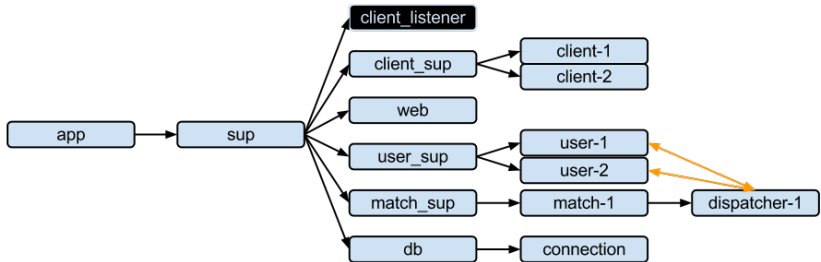 client_listener
client_sup
client-1
client-2
web
app
sup
user_sup
user-1
user-2
match_sup
match-1
dispatcher-1
db
connection